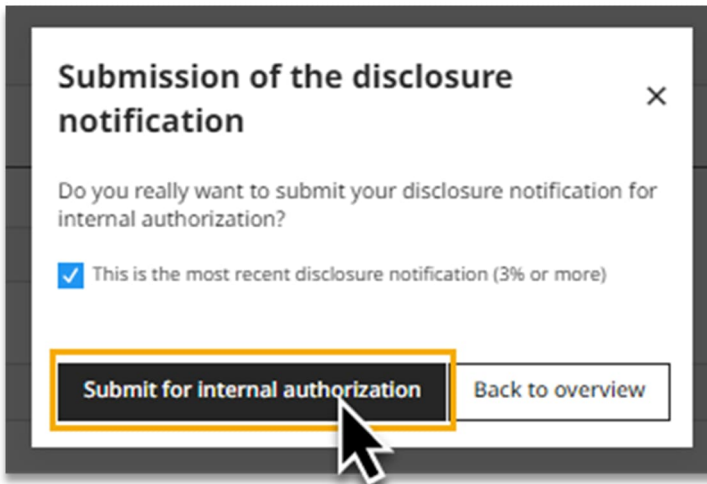 Submission of the disclosure
notification
Do you really want to submit your disclosure notification for
internal authorization?
This is the most recent disclosure notification (3% or more)
Submit for internal authorization
Back to overview